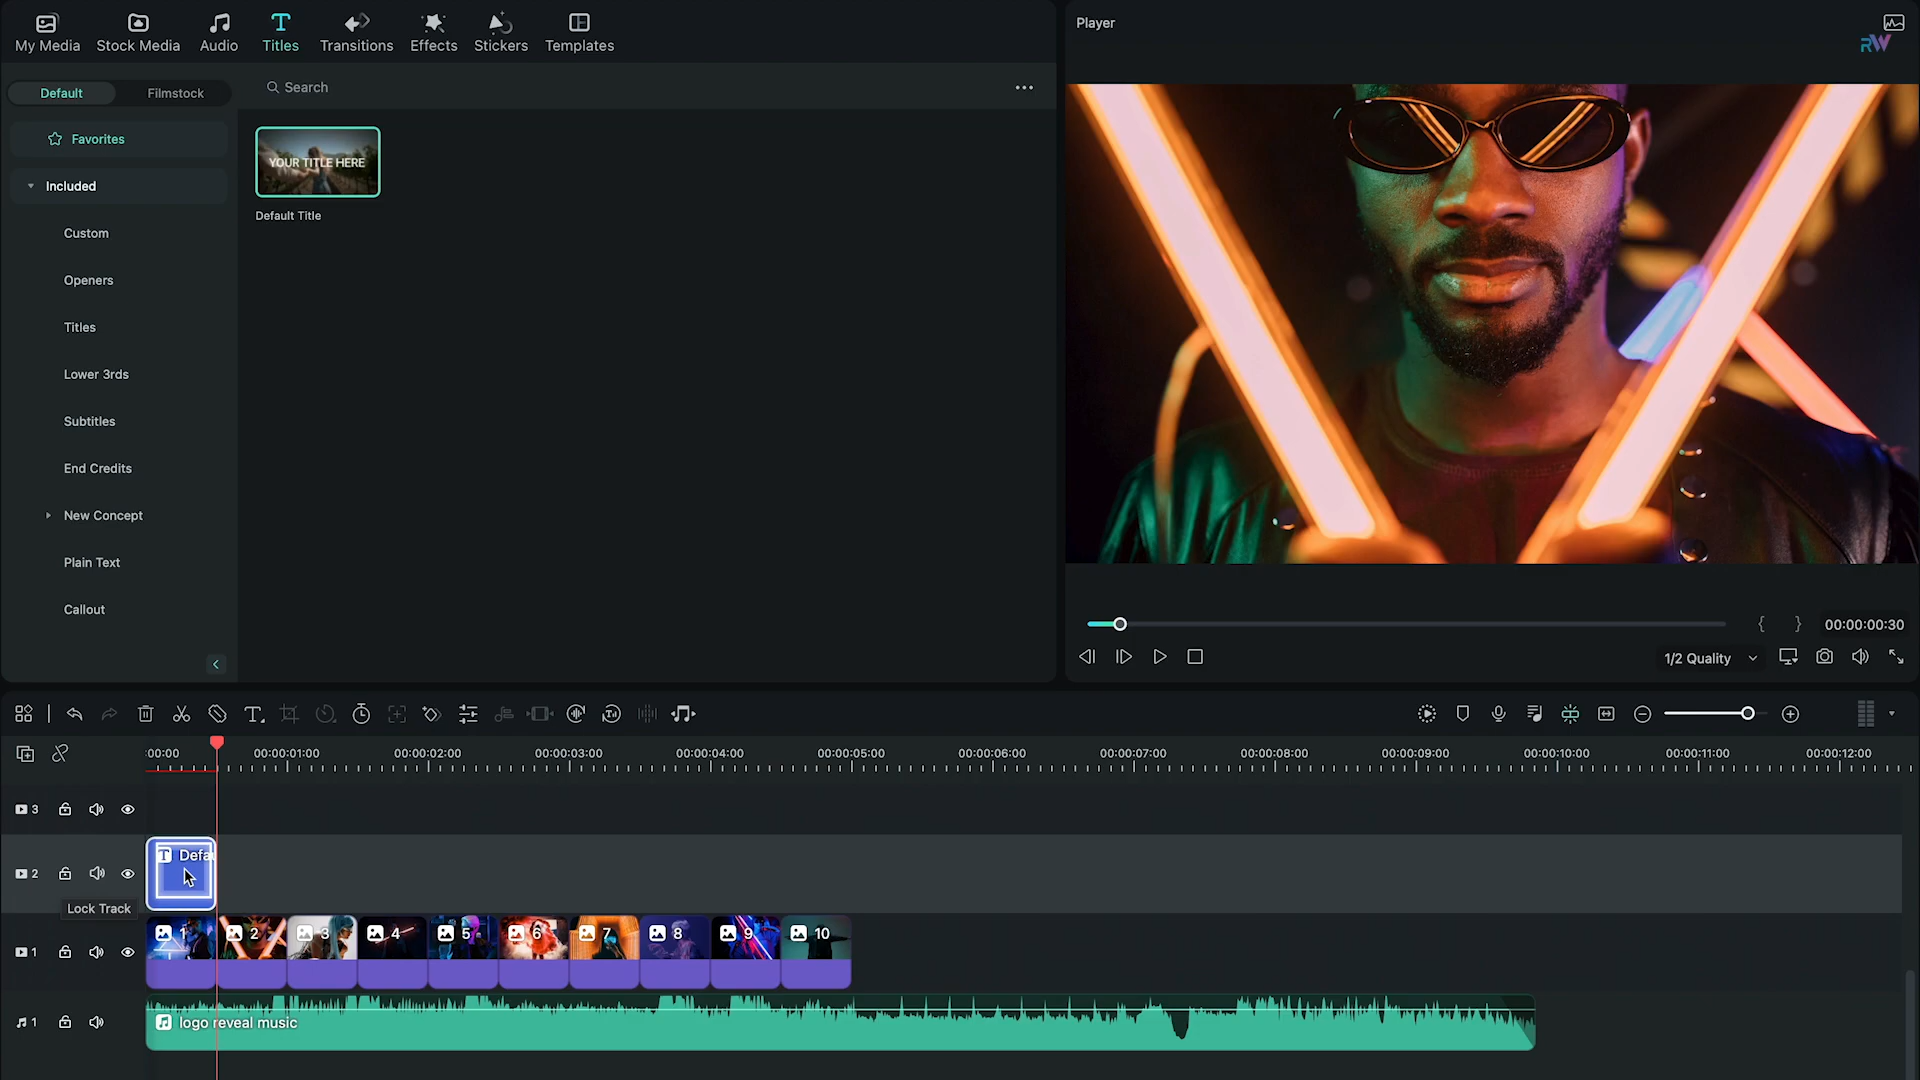 My Media
Stock Media
Audio
Titles
Transitions
Effects
Stickers
Templates
Player
RW
Default
Filmstock
Search
Favorites
YOUR TITLE HERE
Included
Default Title
Custom
Openers
Titles
Lower 3rds
Subtitles
End Credits
New Concept
Plain Text
Callout
{ }
00:00:00:30
1/2 Quality
:00:00
00:00:01:00
00:00:02:00
00:00:03:00
00:00:04:00
00:00:05:00
00:00:06:00
00:00:07:00
00:00:08:00
00:00:09:00
00:00:10:00
00:00:11:00
00:00:12:00
3
2
T Defau
Lock Track
1
1
2
3
4
5
6
7
8
9
10
1
logo reveal music